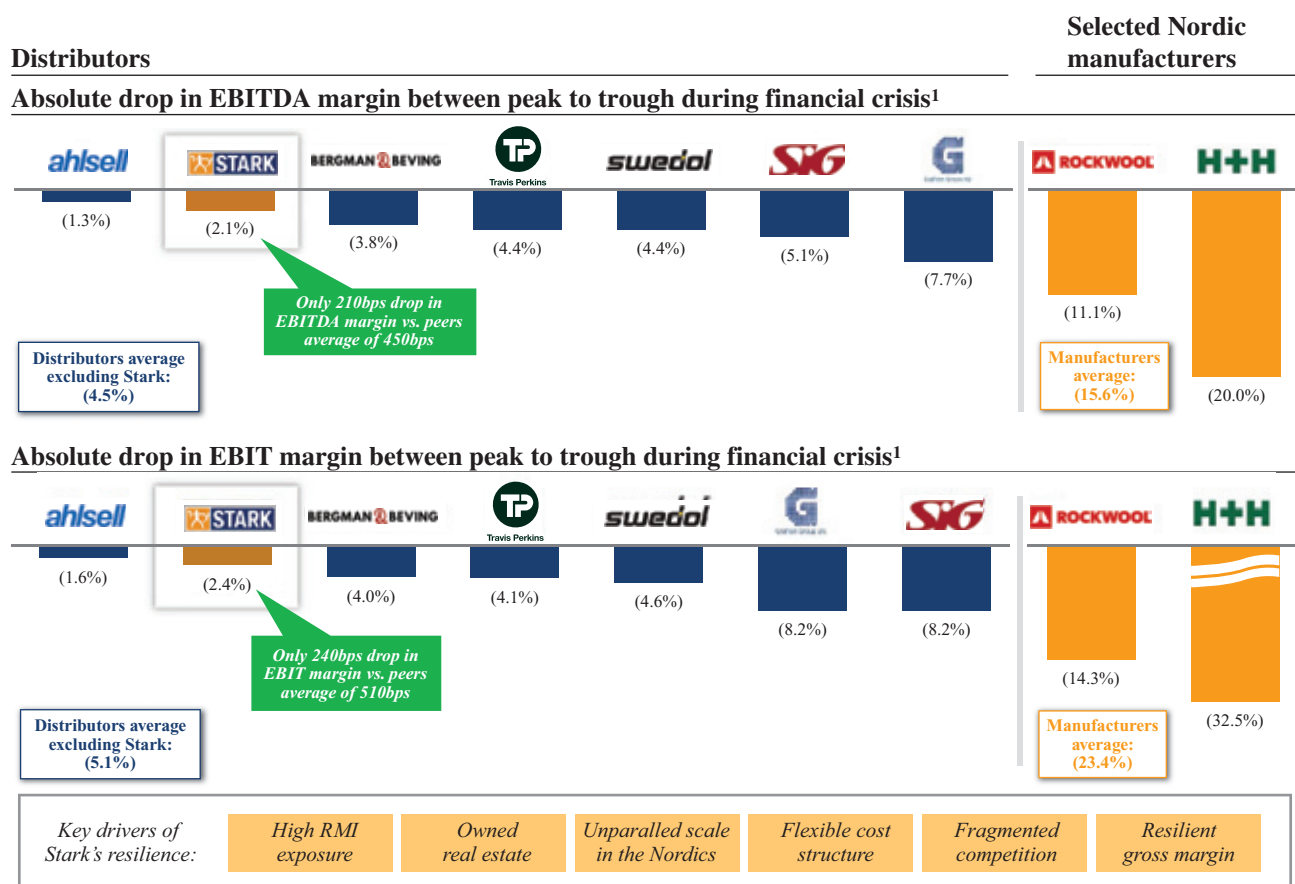 Selected Nordic
Distributors
manufacturers
Absolute drop in EBITDA margin between peak to trough during financial crisis1
ahlsell
STARK
BERGMAN & BEVING
TP
Travis Perkins
swedol
SIG
G
ROCKWOOL
H+H
(1.3%)
(2.1%)
(3.8%)
(4.4%)
(4.4%)
(5.1%)
(7.7%)
(11.1%)
(20.0%)
Only 210bps drop in
EBITDA margin vs. peers
average of 450bps
Distributors average
excluding Stark:
(4.5%)
Manufacturers
average:
(15.6%)
Absolute drop in EBIT margin between peak to trough during financial crisis1
ahlsell
STARK
BERGMAN & BEVING
TP
Travis Perkins
swedol
G
SIG
ROCKWOOL
H+H
(1.6%)
(2.4%)
(4.0%)
(4.1%)
(4.6%)
(8.2%)
(8.2%)
(14.3%)
(32.5%)
Only 240bps drop in
EBIT margin vs. peers
average of 510bps
Distributors average
excluding Stark:
(5.1%)
Manufacturers
average:
(23.4%)
Key drivers of
Stark's resilience:
High RMI
exposure
Owned
real estate
Unparalled scale
in the Nordics
Flexible cost
structure
Fragmented
competition
Resilient
gross margin